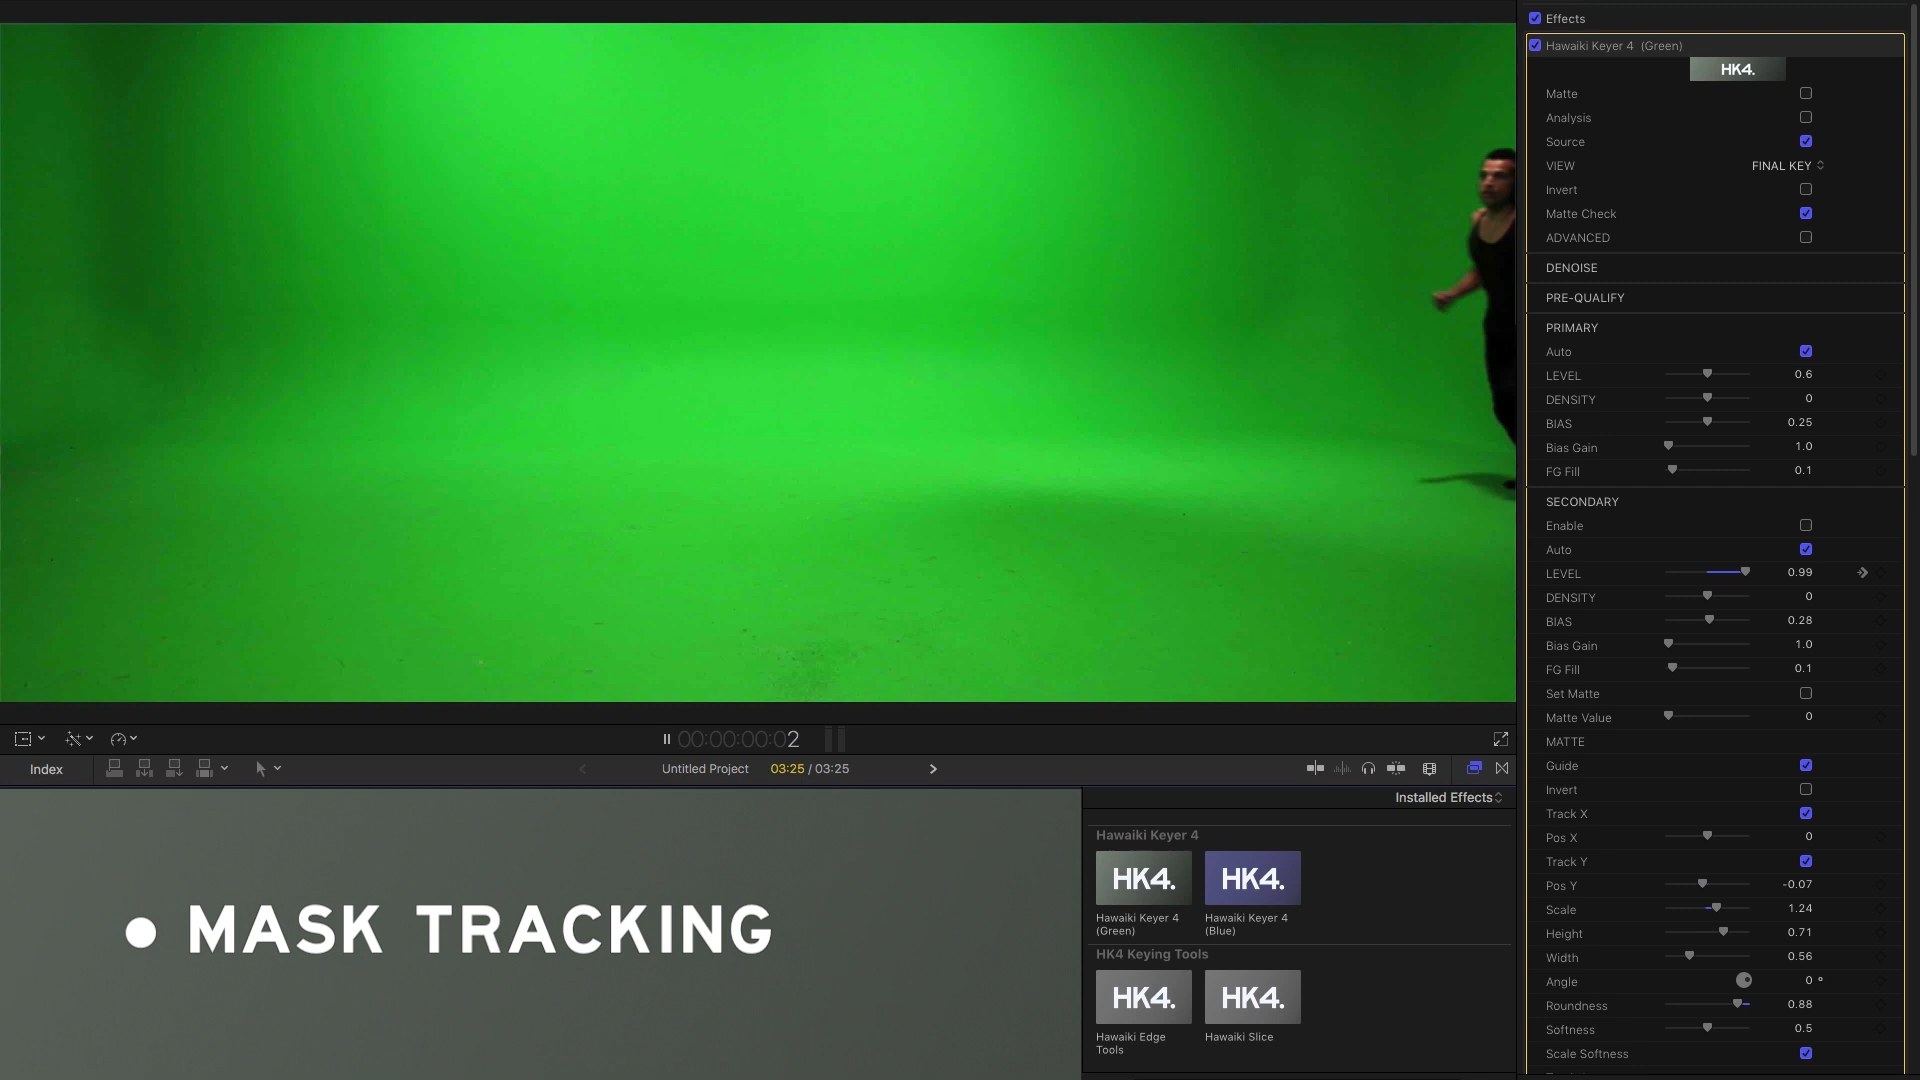 Effects
Hawaiki Keyer 4 (Green)
HK4.
Matte
Analysis
Source
VIEW FINAL KEY
Invert
Matte Check
ADVANCED
DENOISE
PRE-QUALIFY
PRIMARY
Auto
LEVEL 0.6
DENSITY 0
BIAS 0.25
Bias Gain 1.0
FG Fill 0.1
SECONDARY
Enable
Auto
LEVEL 0.99
DENSITY 0
BIAS 0.28
Bias Gain 1.0
FG Fill 0.1
Set Matte
Matte Value 0
MATTE
Guide
Invert
Track X
Pos X 0
Track Y
Pos Y -0.07
Scale 1.24
Height 0.71
Width 0.56
Angle 0 °
Roundness 0.88
Softness 0.5
Scale Softness
00:00:00:02
Index
Untitled Project 03:25 / 03:25
Installed Effects
Hawaiki Keyer 4
HK4. HK4.
Hawaiki Keyer 4 (Green)
Hawaiki Keyer 4 (Blue)
HK4 Keying Tools
HK4. HK4.
Hawaiki Edge Tools
Hawaiki Slice
• MASK TRACKING